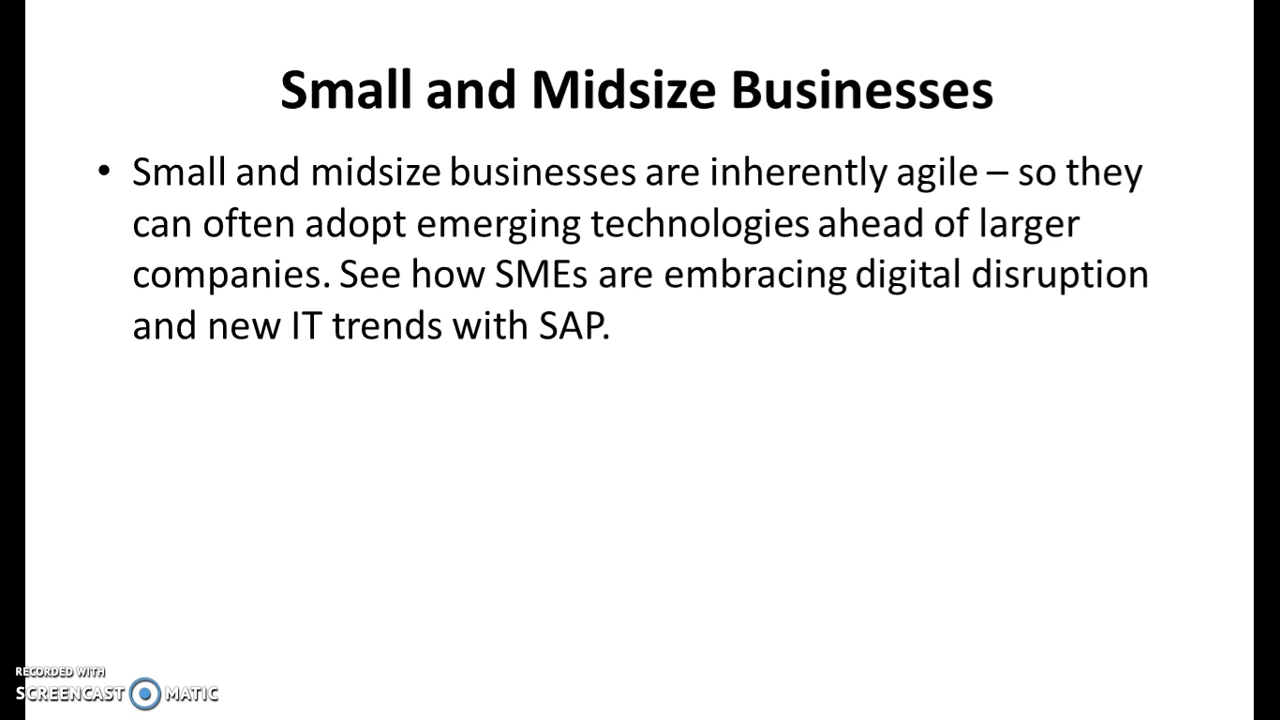 Small and Midsize Businesses
• Small and midsize businesses are inherently agile – so they
can often adopt emerging technologies ahead of larger
companies. See how SMEs are embracing digital disruption
and new IT trends with SAP.
RECORDED WITH
SCREENCAST MATIC